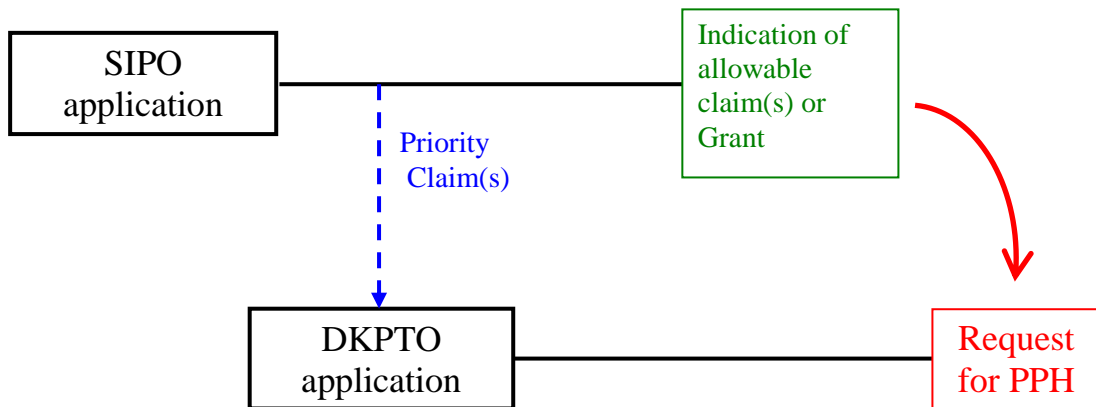 SIPO
application
Indication of
allowable
claim(s) or
Grant
Priority
Claim(s)
DKPTO
application
Request
for PPH